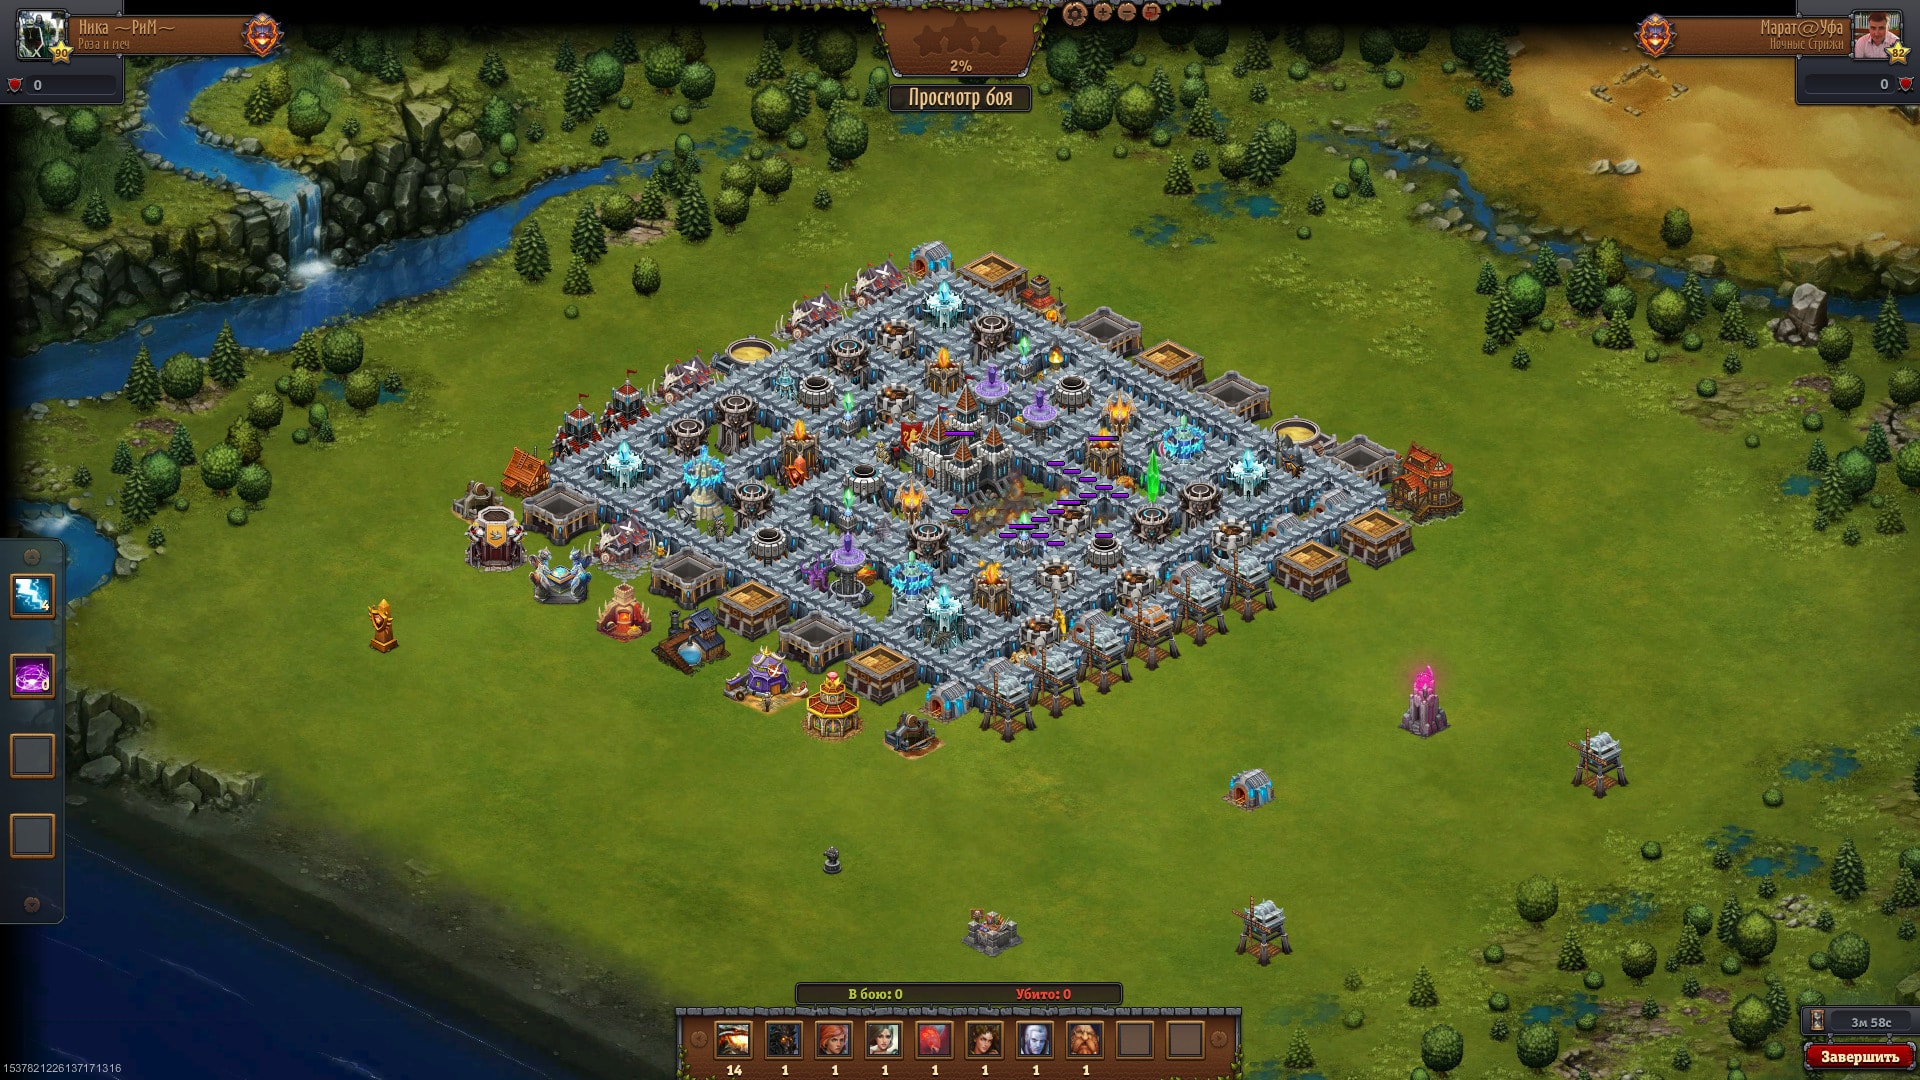 Ника ~РиМ~
Роза и меч
90
0
2%
Просмотр боя
Марат@Уфа
Ночные Стрижи
82
0
4
0
В бою: 0
Убито: 0
14
1
1
1
1
1
1
1
3м 58с
Завершить
1537821226137171316